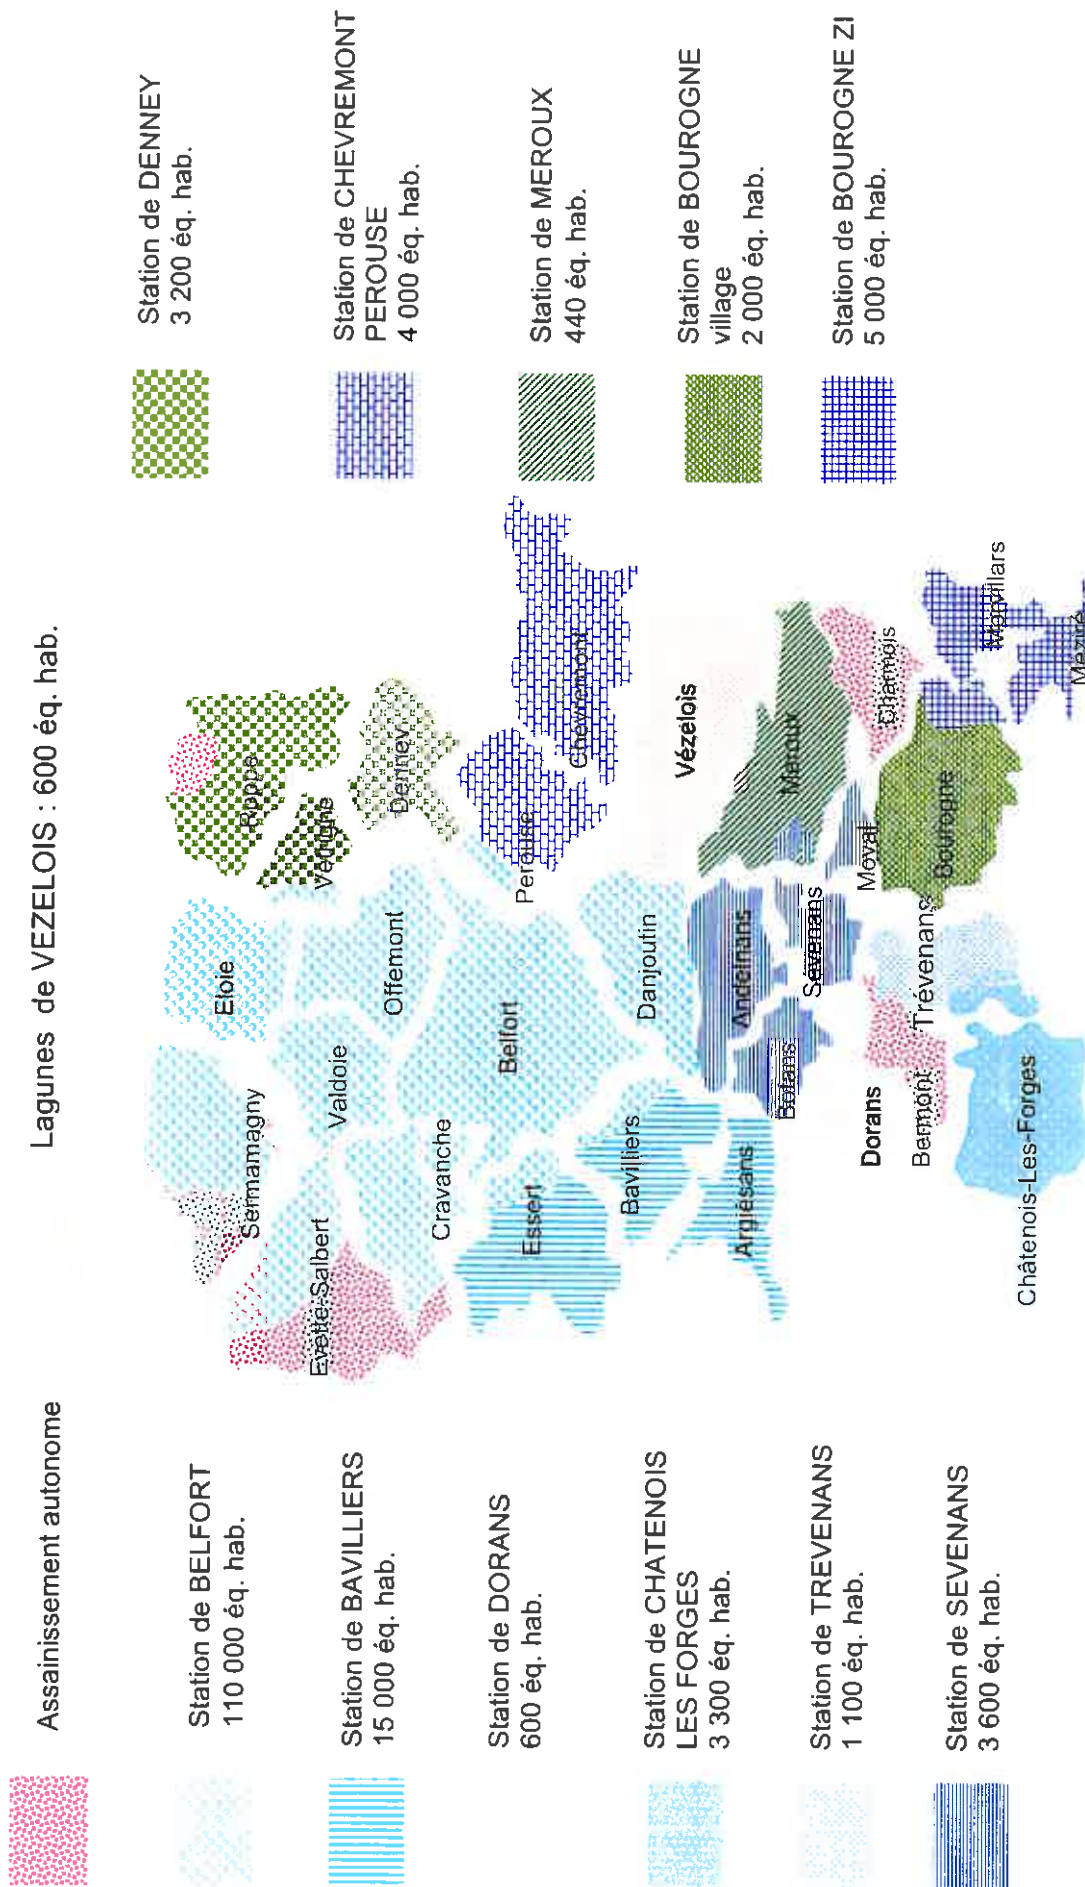 Lagunes de VEZELOIS : 600 éq. hab.
Assainissement autonome
Station de BELFORT
110 000 éq. hab.
Station de BAVILLIERS
15 000 éq. hab.
Station de DORANS
600 éq. hab.
Station de CHATENOIS
LES FORGES
3 300 éq. hab.
Station de TREVENANS
1 100 éq. hab.
Station de SEVENANS
3 600 éq. hab.
Sermamagny
Eloie
Roppe
Evette-Salbert
Valdoie
Offemont
Vétrigne
Denney
Cravanche
Essert
Belfort
Perouse
Chèvremont
Bavilliers
Danjoutin
Vézelois
Argiésans
Andelnans
Botans
Sévenans
Meroux
Moval
Charmois
Dorans
Bermont
Trévenans
Bourogne
Morvillars
Châtenois-Les-Forges
Méziré
Station de DENNEY
3 200 éq. hab.
Station de CHEVREMONT
PEROUSE
4 000 éq. hab.
Station de MEROUX
440 éq. hab.
Station de BOUROGNE
village
2 000 éq. hab.
Station de BOUROGNE ZI
5 000 éq. hab.